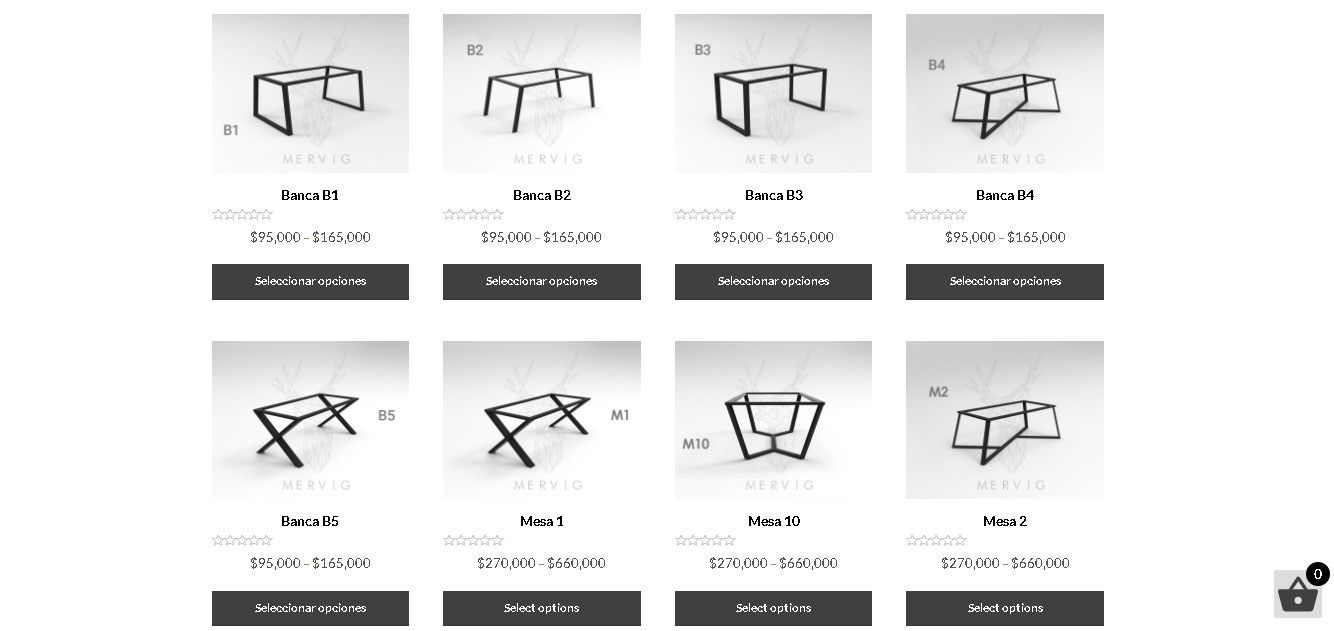 B1
MERVIG
B2
MERVIG
B3
MERVIG
B4
MERVIG
Banca B1
Banca B2
Banca B3
Banca B4
$95,000 – $165,000
$95,000 – $165,000
$95,000 – $165,000
$95,000 – $165,000
Seleccionar opciones
Seleccionar opciones
Seleccionar opciones
Seleccionar opciones
B5
MERVIG
M1
MERVIG
M10
MERVIG
M2
MERVIG
Banca B5
Mesa 1
Mesa 10
Mesa 2
$95,000 – $165,000
$270,000 – $660,000
$270,000 – $660,000
$270,000 – $660,000
Seleccionar opciones
Select options
Select options
Select options
0